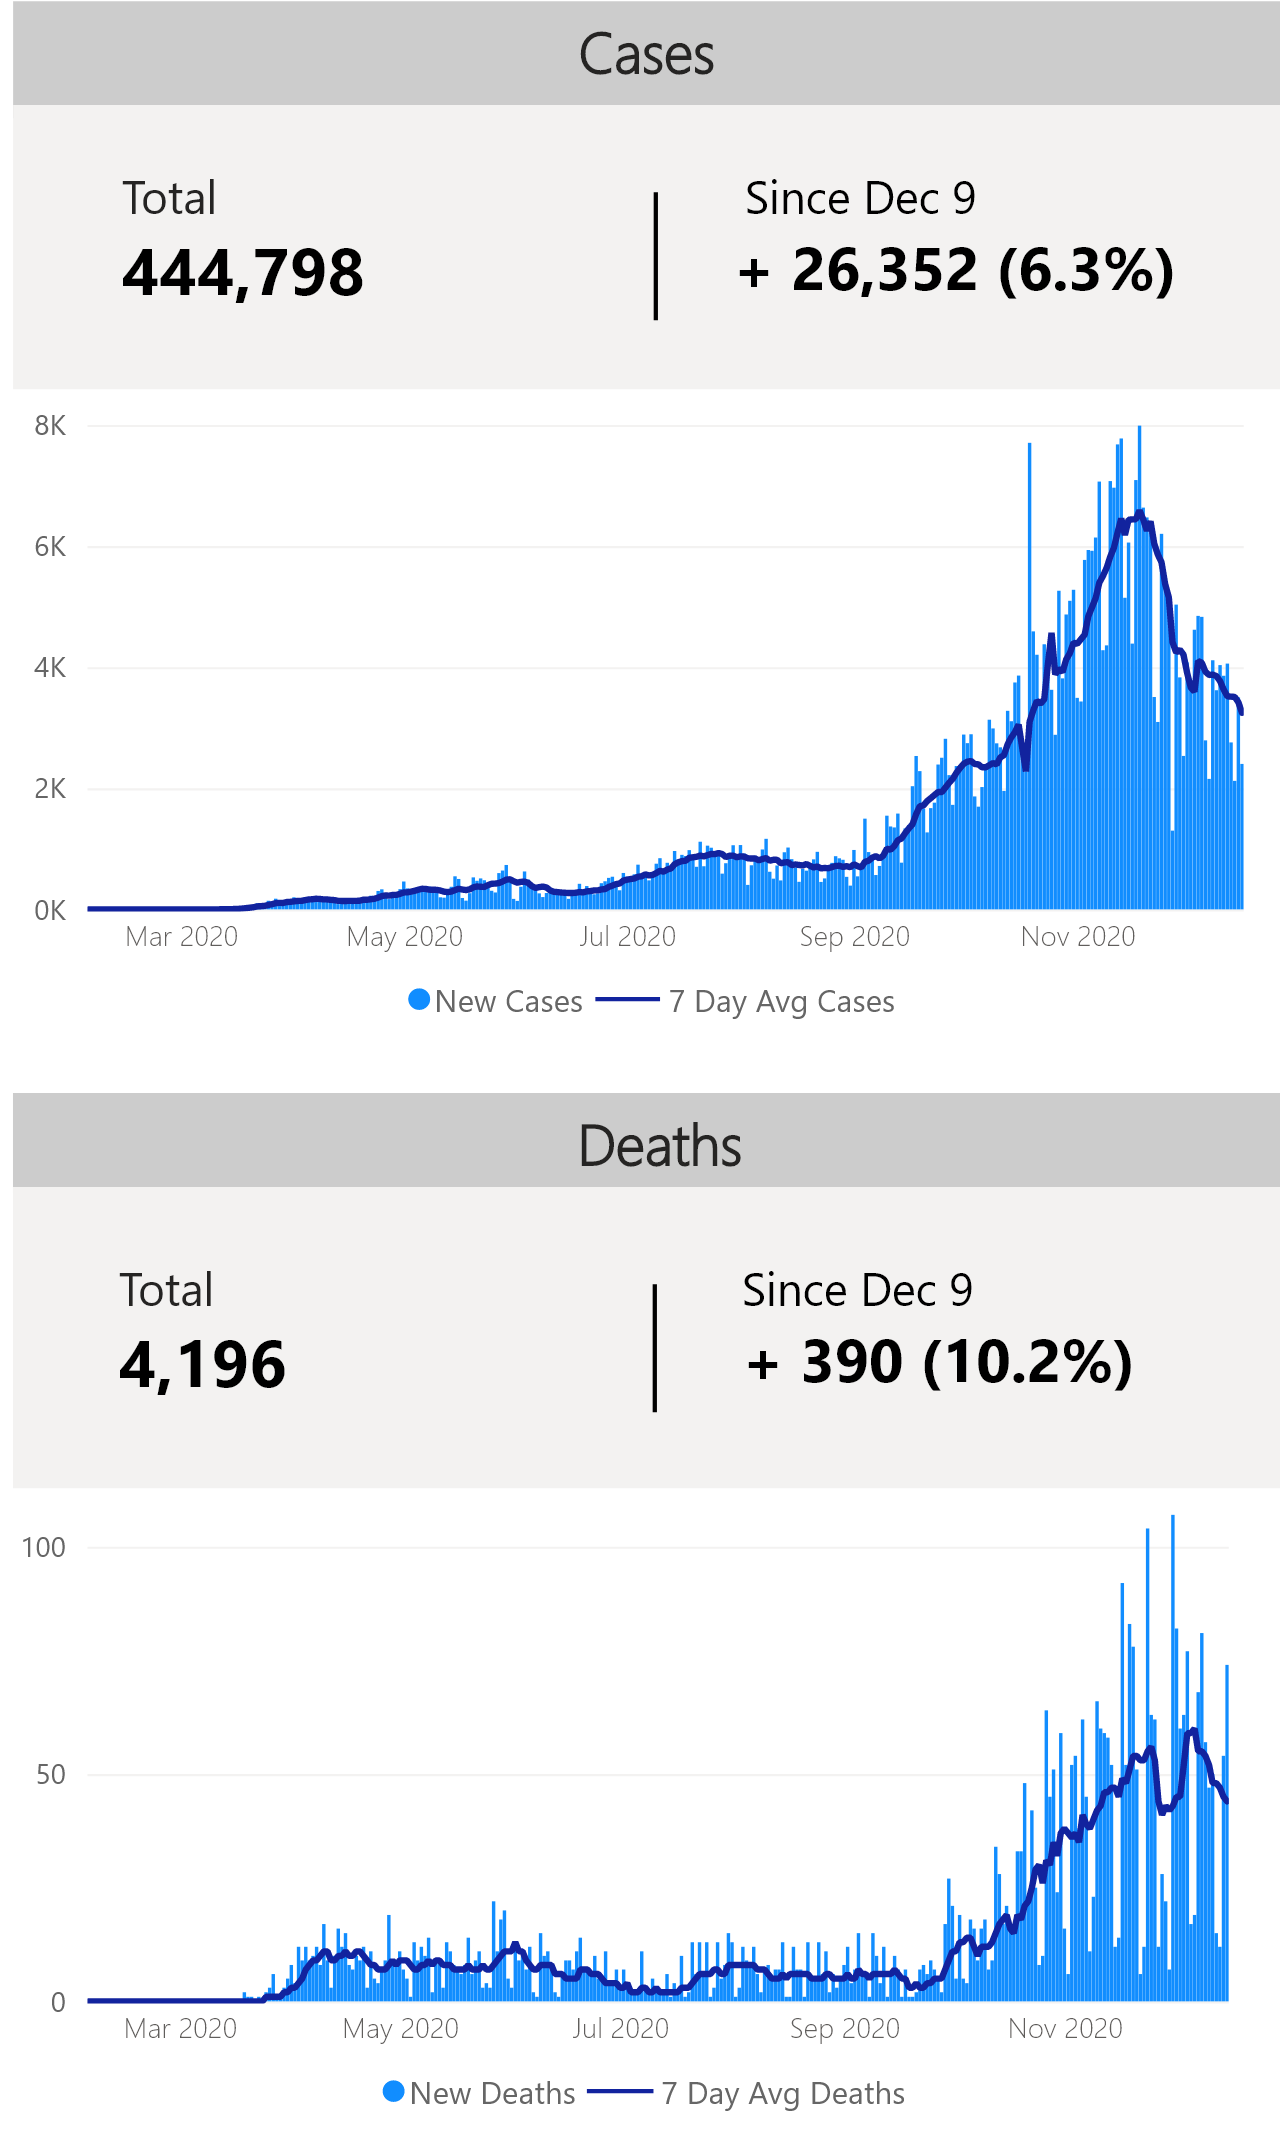 Cases
Total
444,798
Since Dec 9
+ 26,352 (6.3%)
8K
6K
4K
2K
0K
Mar 2020 May 2020 Jul 2020 Sep 2020 Nov 2020
New Cases 7 Day Avg Cases
Deaths
Total
4,196
Since Dec 9
+ 390 (10.2%)
100
50
0
Mar 2020 May 2020 Jul 2020 Sep 2020 Nov 2020
New Deaths 7 Day Avg Deaths